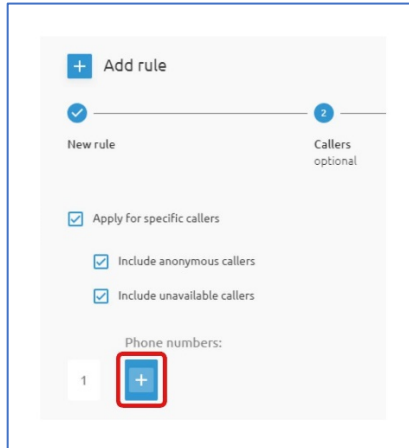 + Add rule
2
New rule
Callers
optional
Apply for specific callers
Include anonymous callers
Include unavailable callers
Phone numbers:
1 +